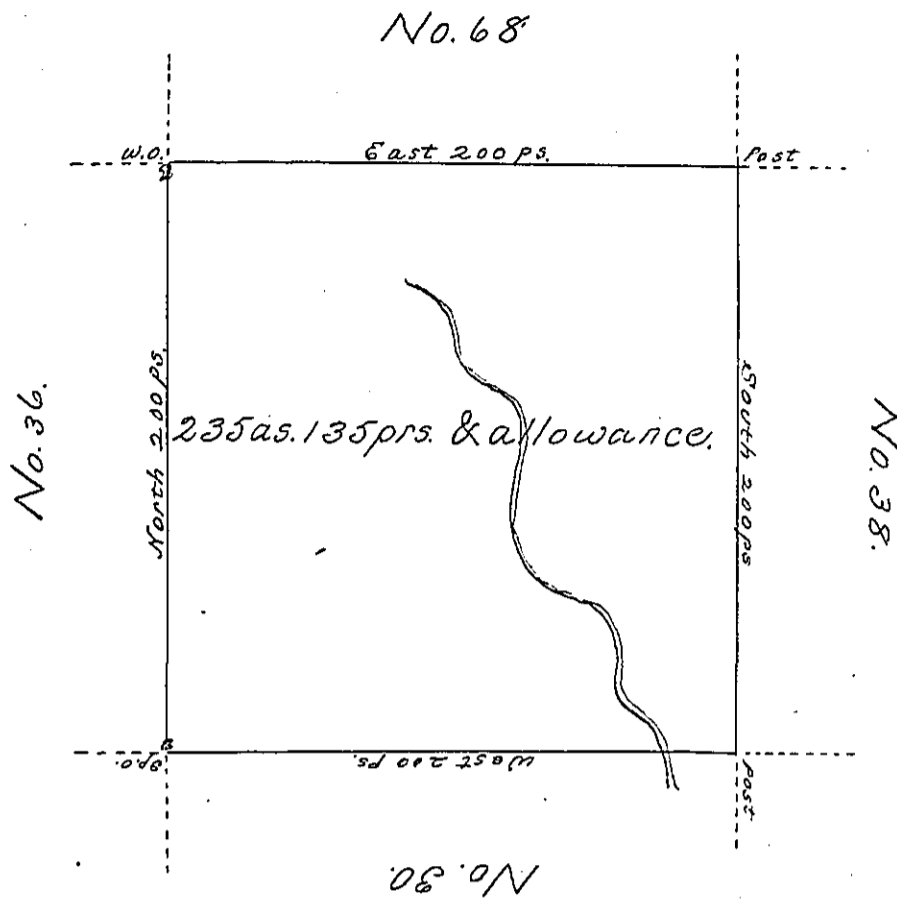 No. 68
W.O.
East 200 ps.
Post
No. 36.
North 200 ps.
235as. 135prs. & allowance.
South 200 ps
No. 38.
Sp.O.
West 200 ps.
Post
No. 30.